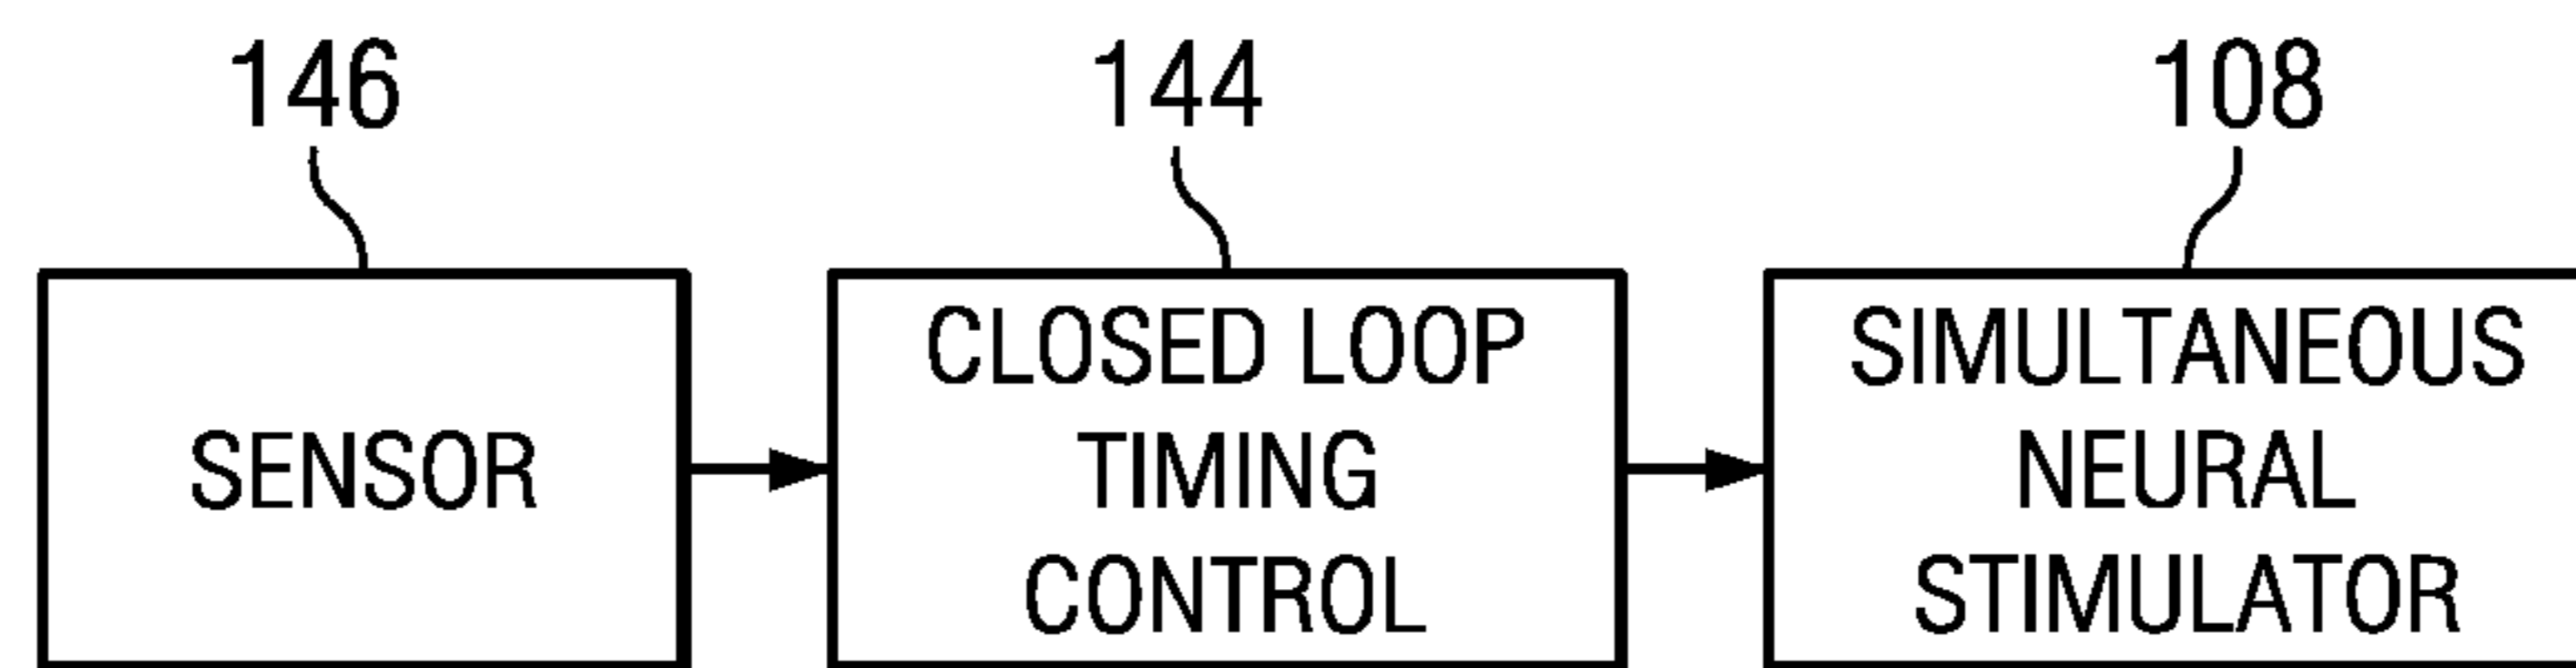 146
144
108
SENSOR
CLOSED LOOP
TIMING
CONTROL
SIMULTANEOUS
NEURAL
STIMULATOR